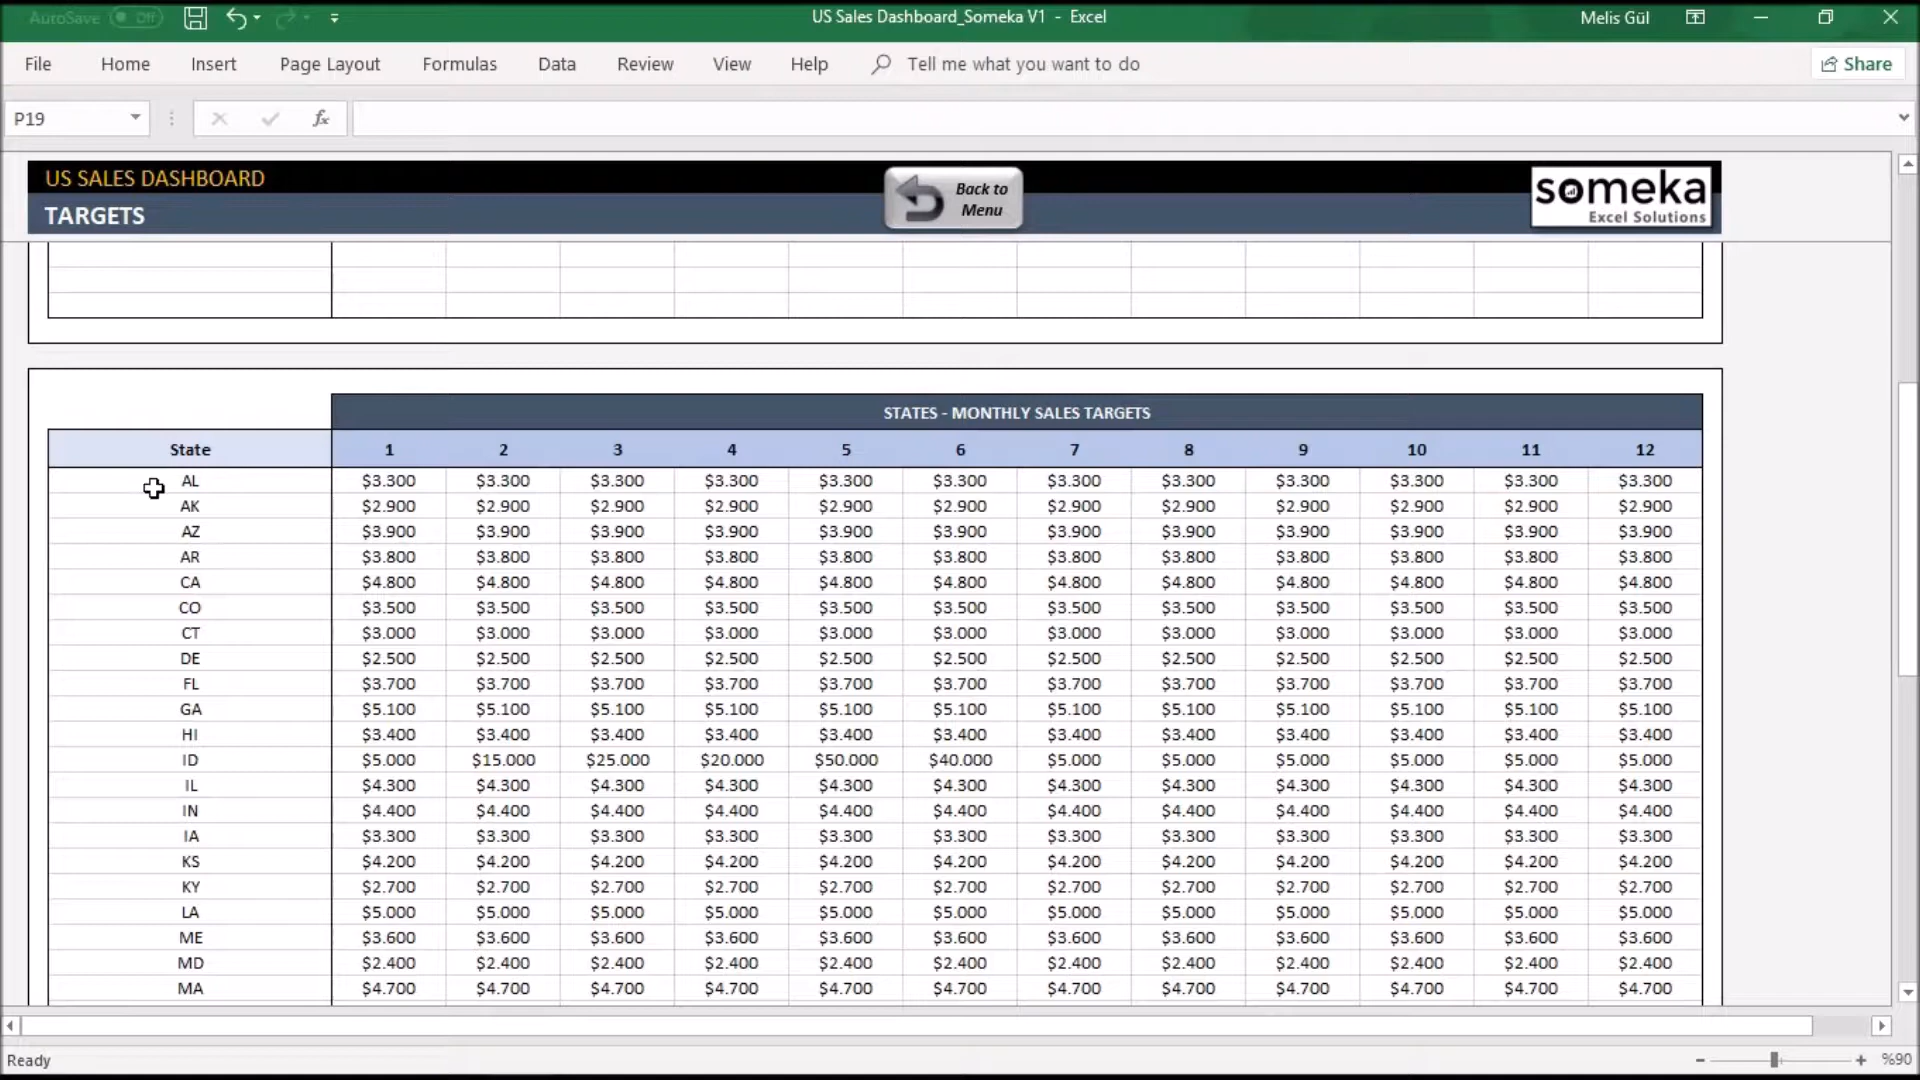 AutoSave Off US Sales Dashboard_Someka V1 - Excel Melis Gül
File Home Insert Page Layout Formulas Data Review View Help Tell me what you want to do Share
P19 fx
US SALES DASHBOARD
TARGETS
Back to
Menu
someka
Excel Solutions
STATES - MONTHLY SALES TARGETS
State 1 2 3 4 5 6 7 8 9 10 11 12
AL $3.300 $3.300 $3.300 $3.300 $3.300 $3.300 $3.300 $3.300 $3.300 $3.300 $3.300 $3.300
AK $2.900 $2.900 $2.900 $2.900 $2.900 $2.900 $2.900 $2.900 $2.900 $2.900 $2.900 $2.900
AZ $3.900 $3.900 $3.900 $3.900 $3.900 $3.900 $3.900 $3.900 $3.900 $3.900 $3.900 $3.900
AR $3.800 $3.800 $3.800 $3.800 $3.800 $3.800 $3.800 $3.800 $3.800 $3.800 $3.800 $3.800
CA $4.800 $4.800 $4.800 $4.800 $4.800 $4.800 $4.800 $4.800 $4.800 $4.800 $4.800 $4.800
CO $3.500 $3.500 $3.500 $3.500 $3.500 $3.500 $3.500 $3.500 $3.500 $3.500 $3.500 $3.500
CT $3.000 $3.000 $3.000 $3.000 $3.000 $3.000 $3.000 $3.000 $3.000 $3.000 $3.000 $3.000
DE $2.500 $2.500 $2.500 $2.500 $2.500 $2.500 $2.500 $2.500 $2.500 $2.500 $2.500 $2.500
FL $3.700 $3.700 $3.700 $3.700 $3.700 $3.700 $3.700 $3.700 $3.700 $3.700 $3.700 $3.700
GA $5.100 $5.100 $5.100 $5.100 $5.100 $5.100 $5.100 $5.100 $5.100 $5.100 $5.100 $5.100
HI $3.400 $3.400 $3.400 $3.400 $3.400 $3.400 $3.400 $3.400 $3.400 $3.400 $3.400 $3.400
ID $5.000 $15.000 $25.000 $20.000 $50.000 $40.000 $5.000 $5.000 $5.000 $5.000 $5.000 $5.000
IL $4.300 $4.300 $4.300 $4.300 $4.300 $4.300 $4.300 $4.300 $4.300 $4.300 $4.300 $4.300
IN $4.400 $4.400 $4.400 $4.400 $4.400 $4.400 $4.400 $4.400 $4.400 $4.400 $4.400 $4.400
IA $3.300 $3.300 $3.300 $3.300 $3.300 $3.300 $3.300 $3.300 $3.300 $3.300 $3.300 $3.300
KS $4.200 $4.200 $4.200 $4.200 $4.200 $4.200 $4.200 $4.200 $4.200 $4.200 $4.200 $4.200
KY $2.700 $2.700 $2.700 $2.700 $2.700 $2.700 $2.700 $2.700 $2.700 $2.700 $2.700 $2.700
LA $5.000 $5.000 $5.000 $5.000 $5.000 $5.000 $5.000 $5.000 $5.000 $5.000 $5.000 $5.000
ME $3.600 $3.600 $3.600 $3.600 $3.600 $3.600 $3.600 $3.600 $3.600 $3.600 $3.600 $3.600
MD $2.400 $2.400 $2.400 $2.400 $2.400 $2.400 $2.400 $2.400 $2.400 $2.400 $2.400 $2.400
MA $4.700 $4.700 $4.700 $4.700 $4.700 $4.700 $4.700 $4.700 $4.700 $4.700 $4.700 $4.700
Ready %90